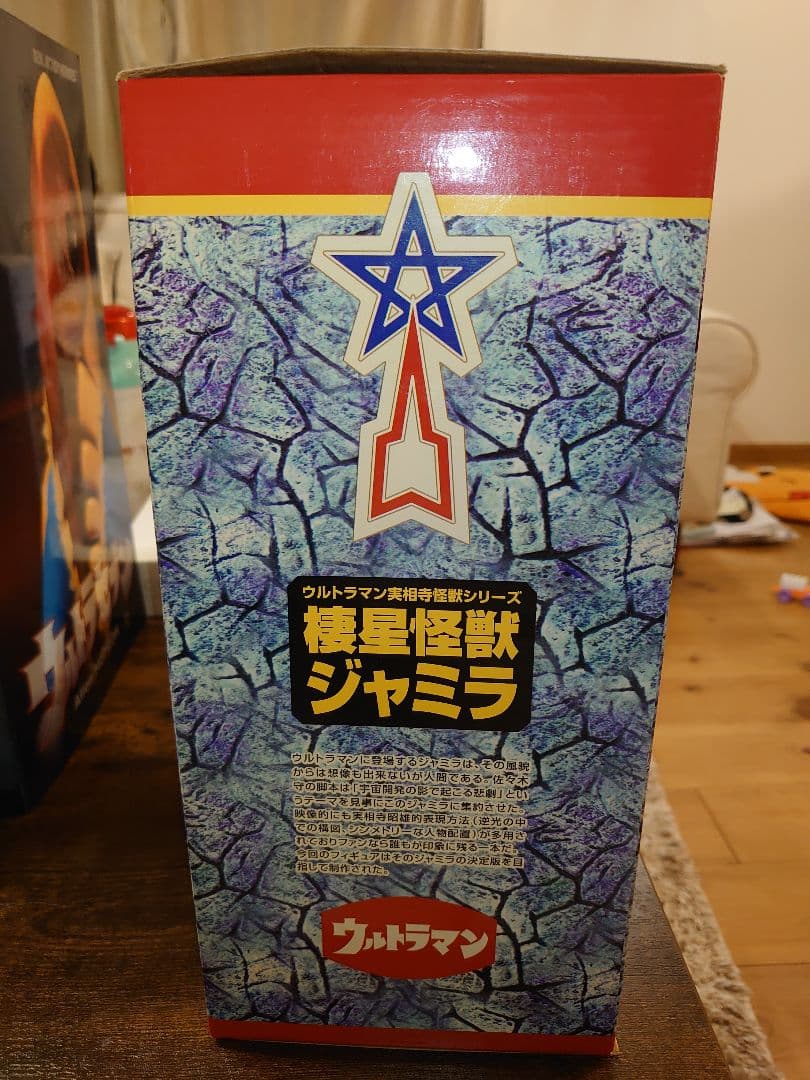 ウルトラマン実相寺怪獣シリーズ
棲星怪獣
ジャミラ
ウルトラマンに登場するジャミラは、その風貌
からは想像も出来ないが人間である。佐々木
守の脚本は「宇宙開発の影で起こる悲劇」とい
うテーマを見事にこのジャミラに集約させた。
映像的にも実相寺昭雄的表現方法(逆光の中
での構図、シンメトリーな人物配置)が多用さ
れておりファンなら誰もが印象に残る一本だ。
今回のフィギュアはそのジャミラの決定版を目
指して制作された。
ウルトラマン